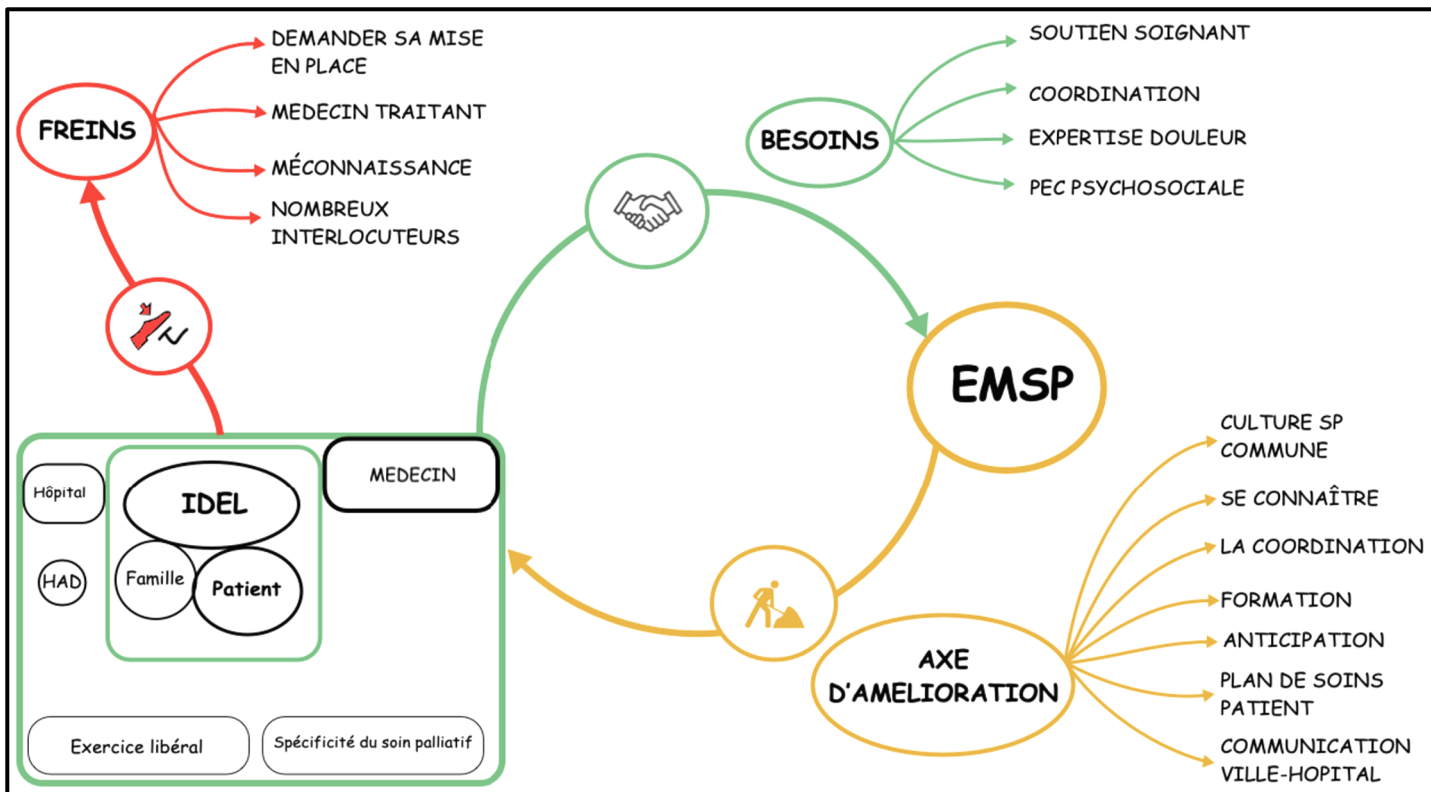 FREINS
DEMANDER SA MISE
EN PLACE
MEDECIN TRAITANT
MÉCONNAISSANCE
NOMBREUX
INTERLOCUTEURS
BESOINS
SOUTIEN SOIGNANT
COORDINATION
EXPERTISE DOULEUR
PEC PSYCHOSOCIALE
EMSP
Hôpital
HAD
IDEL
Famille
Patient
MEDECIN
Exercice libéral
Spécificité du soin palliatif
AXE
D'AMELIORATION
CULTURE SP
COMMUNE
SE CONNAÎTRE
LA COORDINATION
FORMATION
ANTICIPATION
PLAN DE SOINS
PATIENT
COMMUNICATION
VILLE-HOPITAL